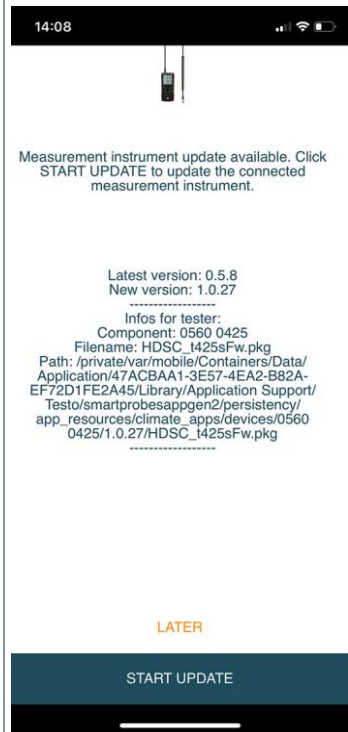 14:08
Measurement instrument update available. Click
START UPDATE to update the connected
measurement instrument.
Latest version: 0.5.8
New version: 1.0.27
------------------
Infos for tester:
Component: 0560 0425
Filename: HDSC_t425sFw.pkg
Path: /private/var/mobile/Containers/Data/
Application/47ACBAA1-3E57-4EA2-B82A-
EF72D1FE2A45/Library/Application Support/
Testo/smartprobesappgen2/persistency/
app_resources/climate_apps/devices/0560
0425/1.0.27/HDSC_t425sFw.pkg
------------------
LATER
START UPDATE